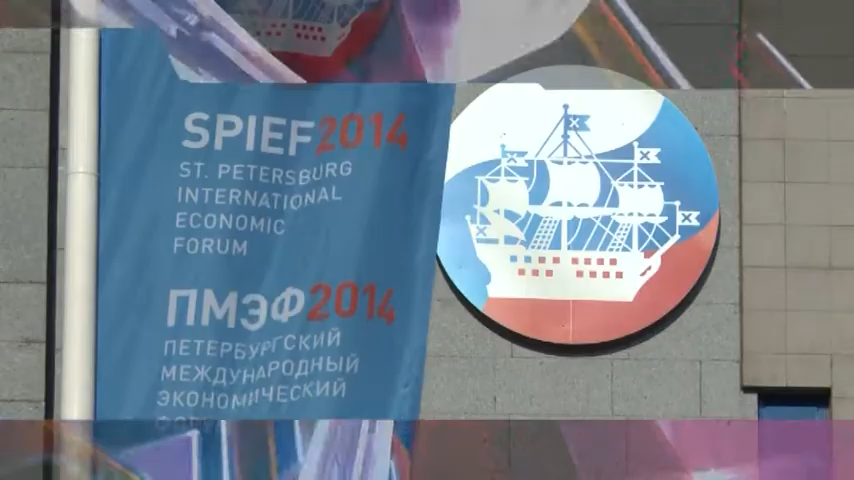 SPIEF2014
ST. PETERSBURG
INTERNATIONAL
ECONOMIC
FORUM
ПМЭФ2014
ПЕТЕРБУРГСКИЙ
МЕЖДУНАРОДНЫЙ
ЭКОНОМИЧЕСКИЙ